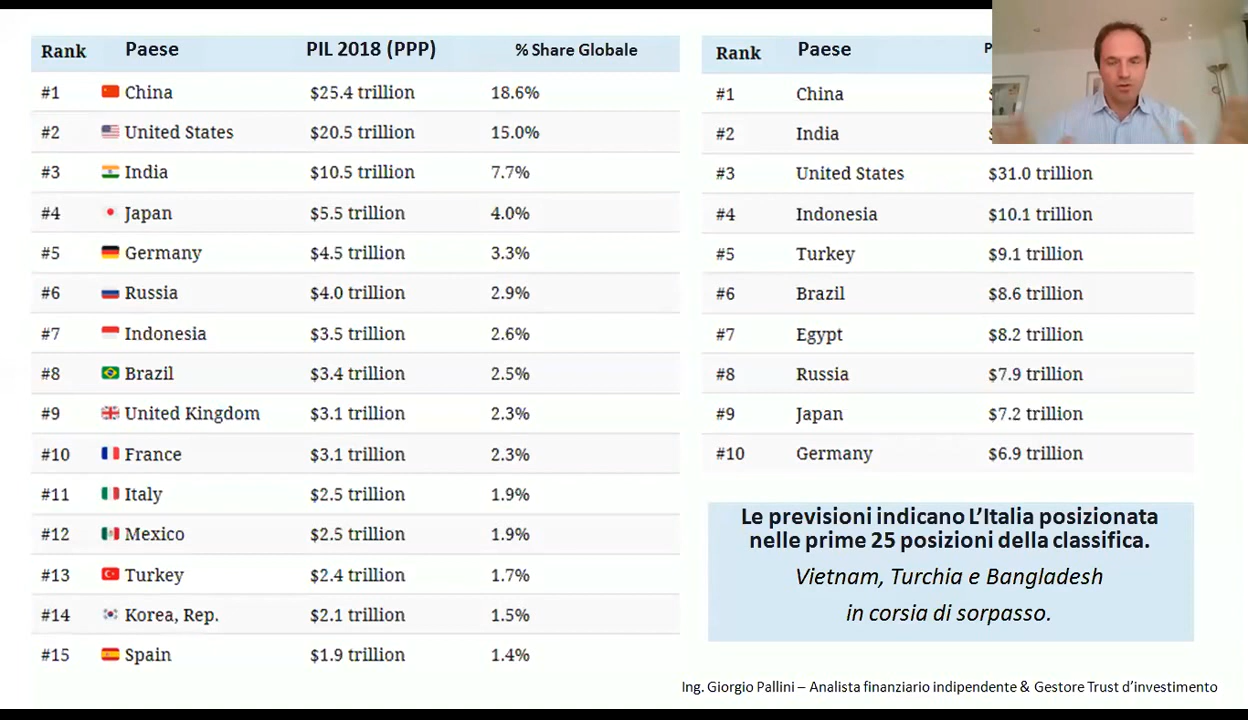 Rank Paese PIL 2018 (PPP) % Share Globale
#1 China $25.4 trillion 18.6%
#2 United States $20.5 trillion 15.0%
#3 India $10.5 trillion 7.7%
#4 Japan $5.5 trillion 4.0%
#5 Germany $4.5 trillion 3.3%
#6 Russia $4.0 trillion 2.9%
#7 Indonesia $3.5 trillion 2.6%
#8 Brazil $3.4 trillion 2.5%
#9 United Kingdom $3.1 trillion 2.3%
#10 France $3.1 trillion 2.3%
#11 Italy $2.5 trillion 1.9%
#12 Mexico $2.5 trillion 1.9%
#13 Turkey $2.4 trillion 1.7%
#14 Korea, Rep. $2.1 trillion 1.5%
#15 Spain $1.9 trillion 1.4%
Rank Paese
#1 China
#2 India
#3 United States $31.0 trillion
#4 Indonesia $10.1 trillion
#5 Turkey $9.1 trillion
#6 Brazil $8.6 trillion
#7 Egypt $8.2 trillion
#8 Russia $7.9 trillion
#9 Japan $7.2 trillion
#10 Germany $6.9 trillion
Le previsioni indicano L’Italia posizionata
nelle prime 25 posizioni della classifica.
Vietnam, Turchia e Bangladesh
in corsia di sorpasso.
Ing. Giorgio Pallini – Analista finanziario indipendente & Gestore Trust d’investimento